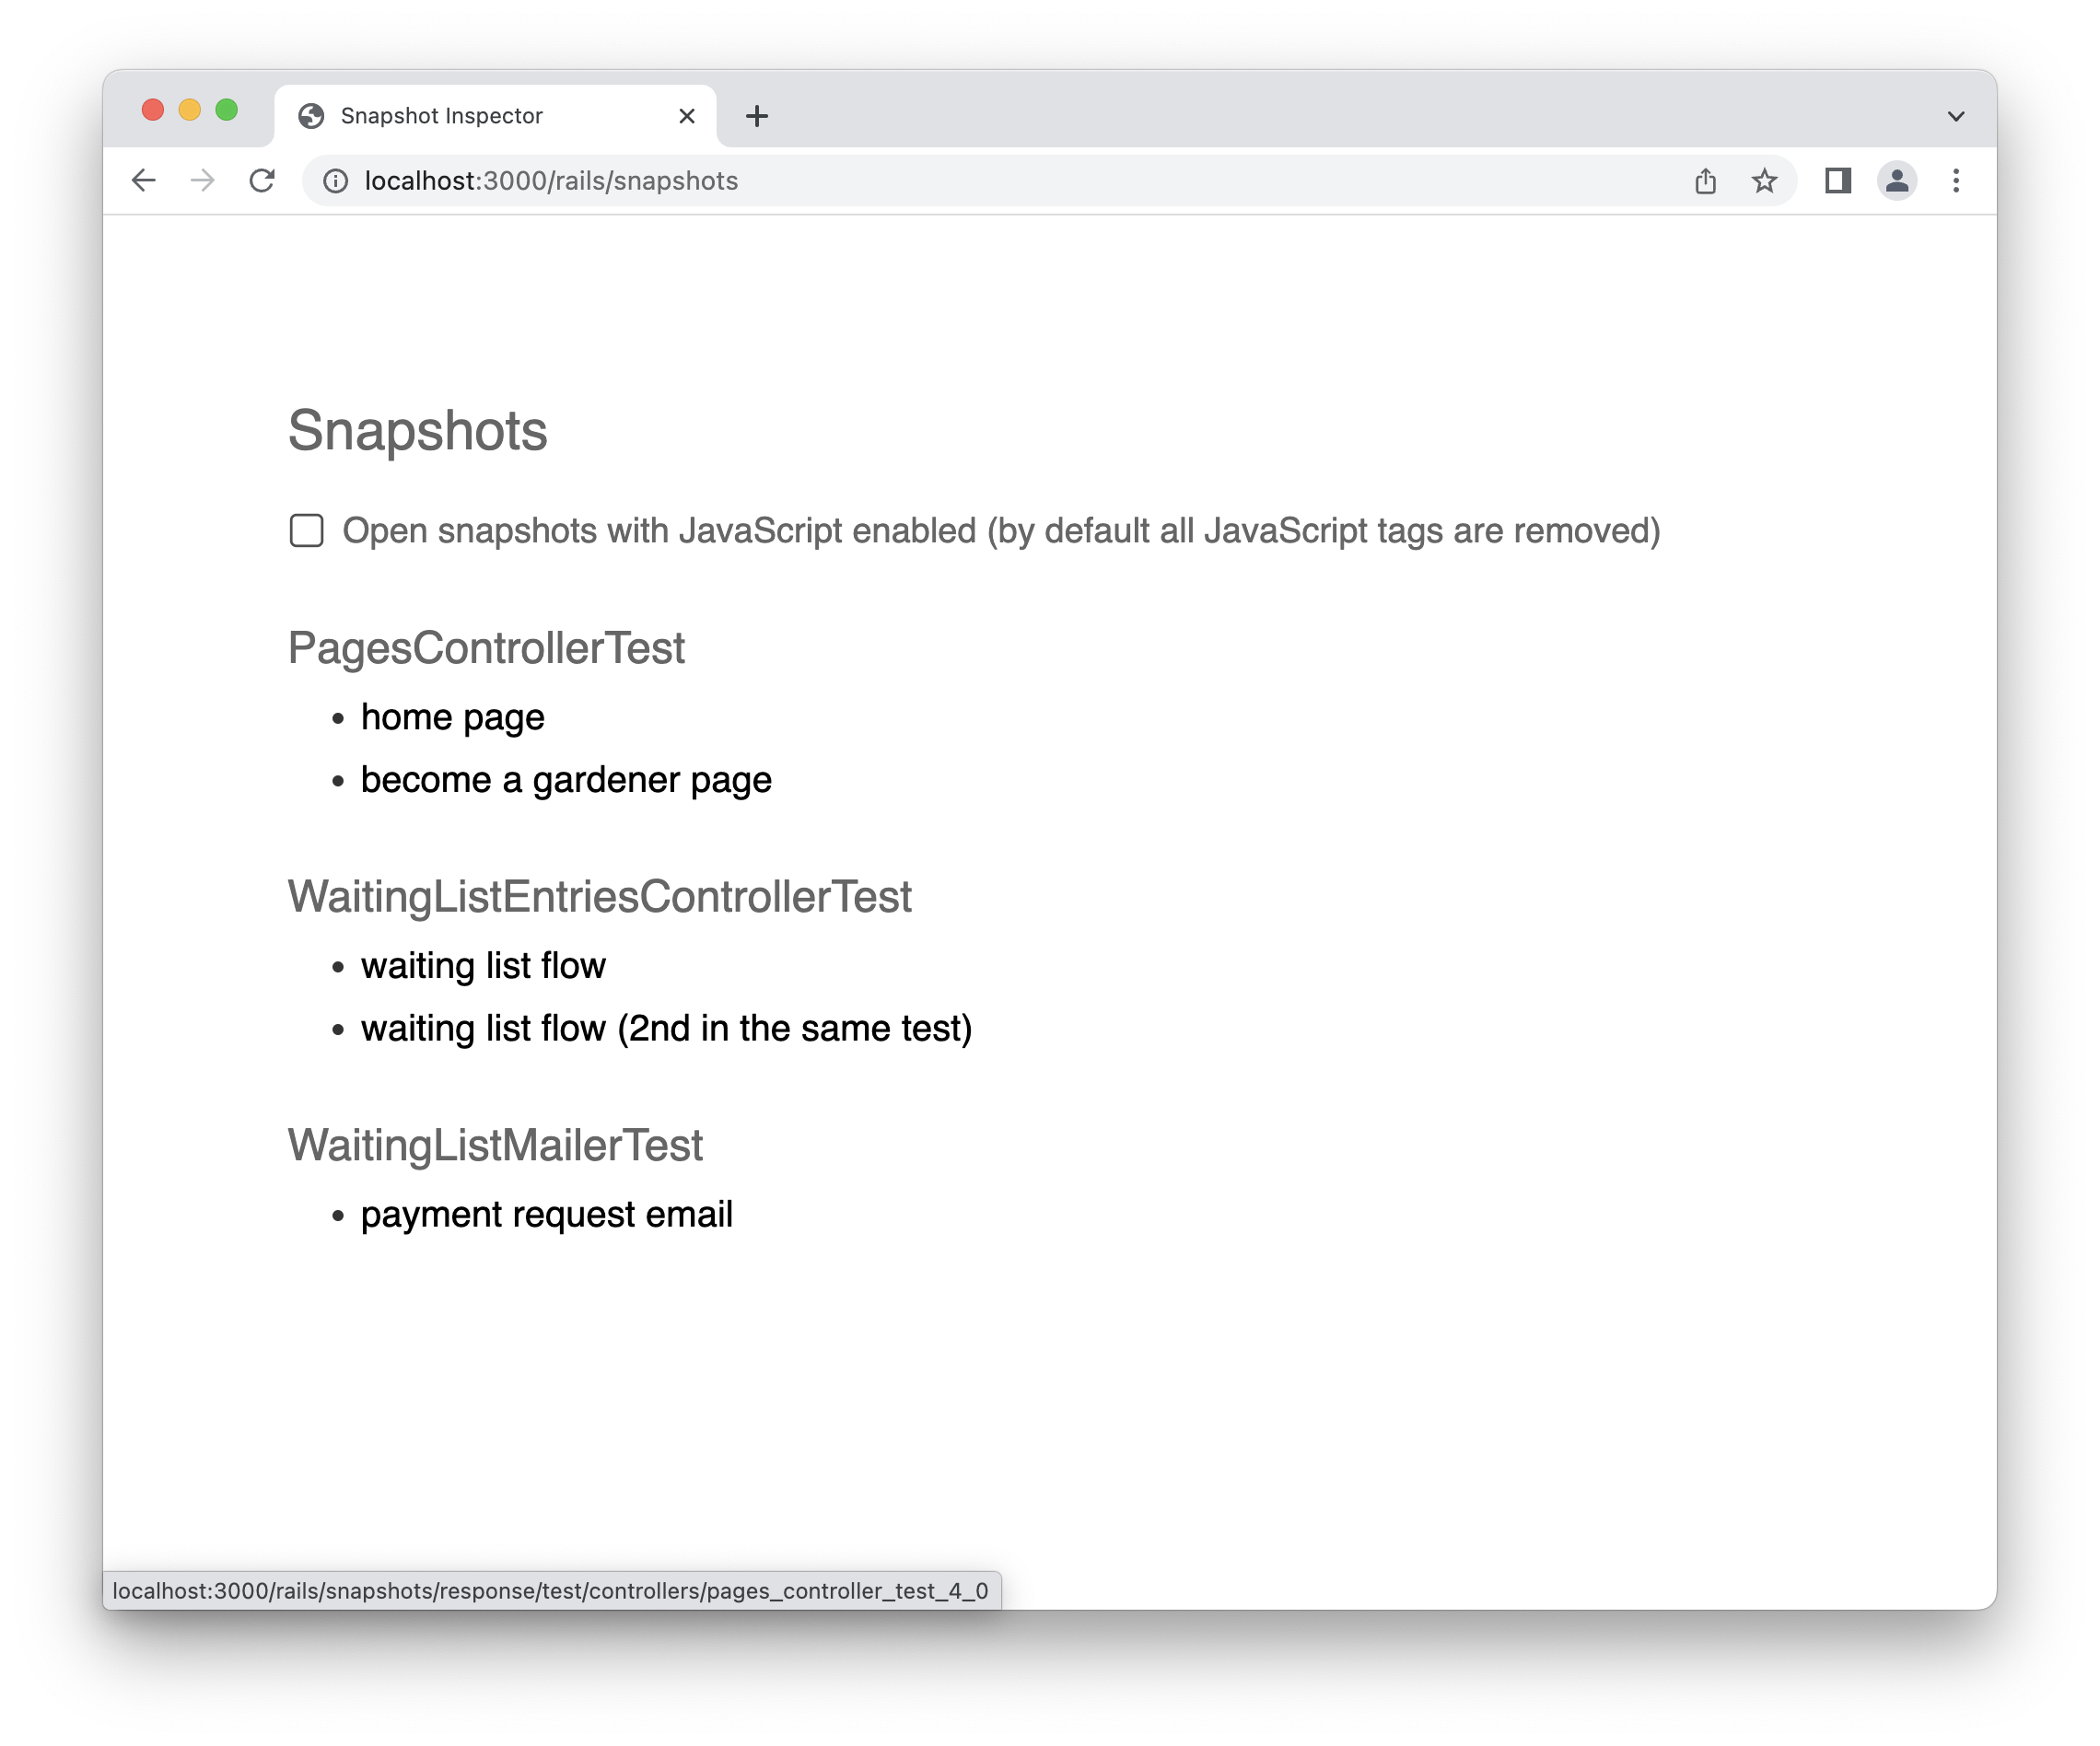 Snapshot Inspector
localhost:3000/rails/snapshots
Snapshots
Open snapshots with JavaScript enabled (by default all JavaScript tags are removed)
PagesControllerTest
home page
become a gardener page
WaitingListEntriesControllerTest
waiting list flow
waiting list flow (2nd in the same test)
WaitingListMailerTest
payment request email
localhost:3000/rails/snapshots/response/test/controllers/pages_controller_test_4_0